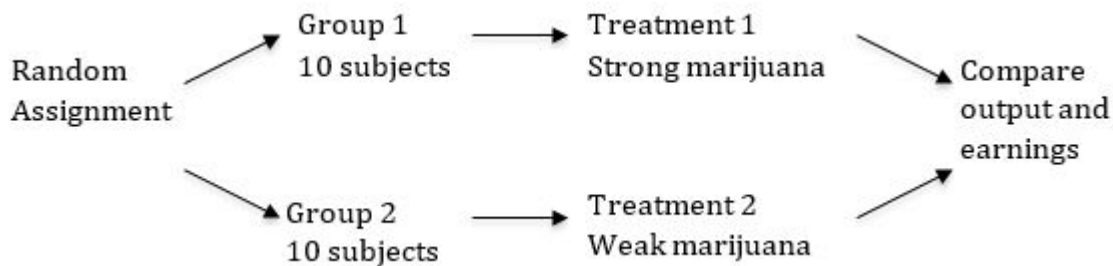 Random
Assignment
Group 1
10 subjects
Treatment 1
Strong marijuana
Group 2
10 subjects
Treatment 2
Weak marijuana
Compare
output and
earnings